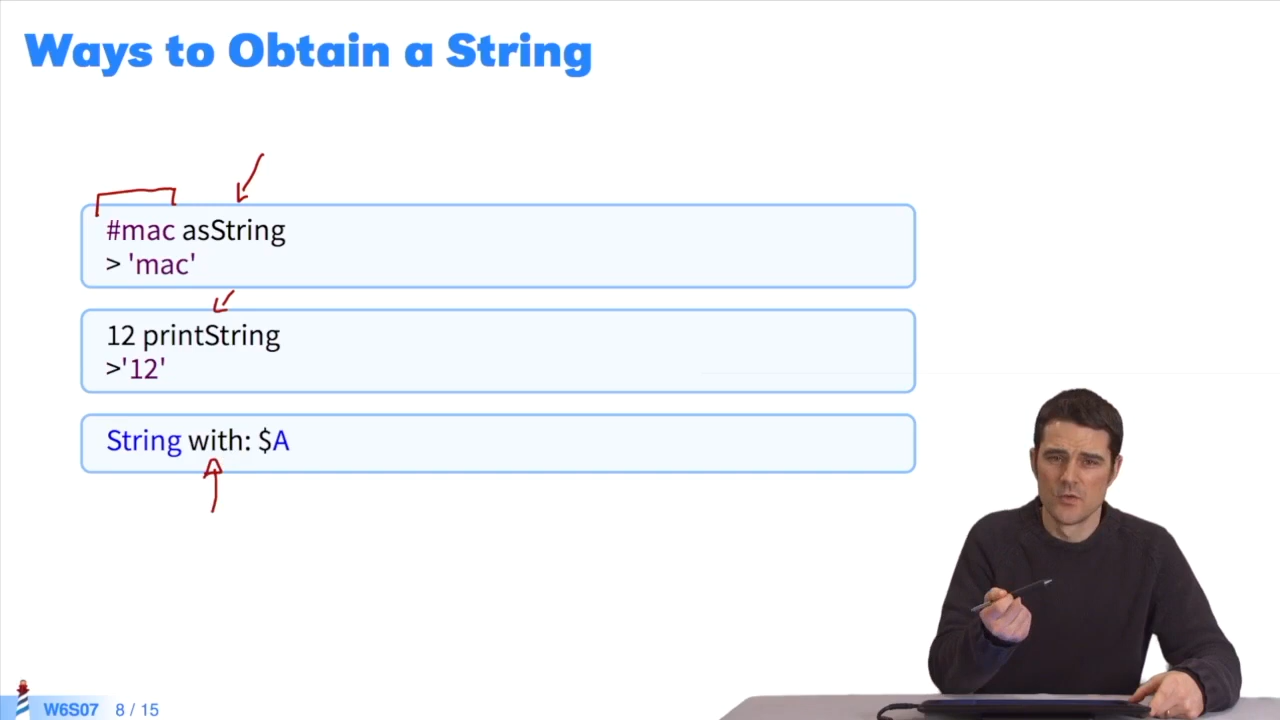 Ways to Obtain a String
#mac asString
> 'mac'
12 printString
>'12'
String with: $A
W6S07 8 / 15